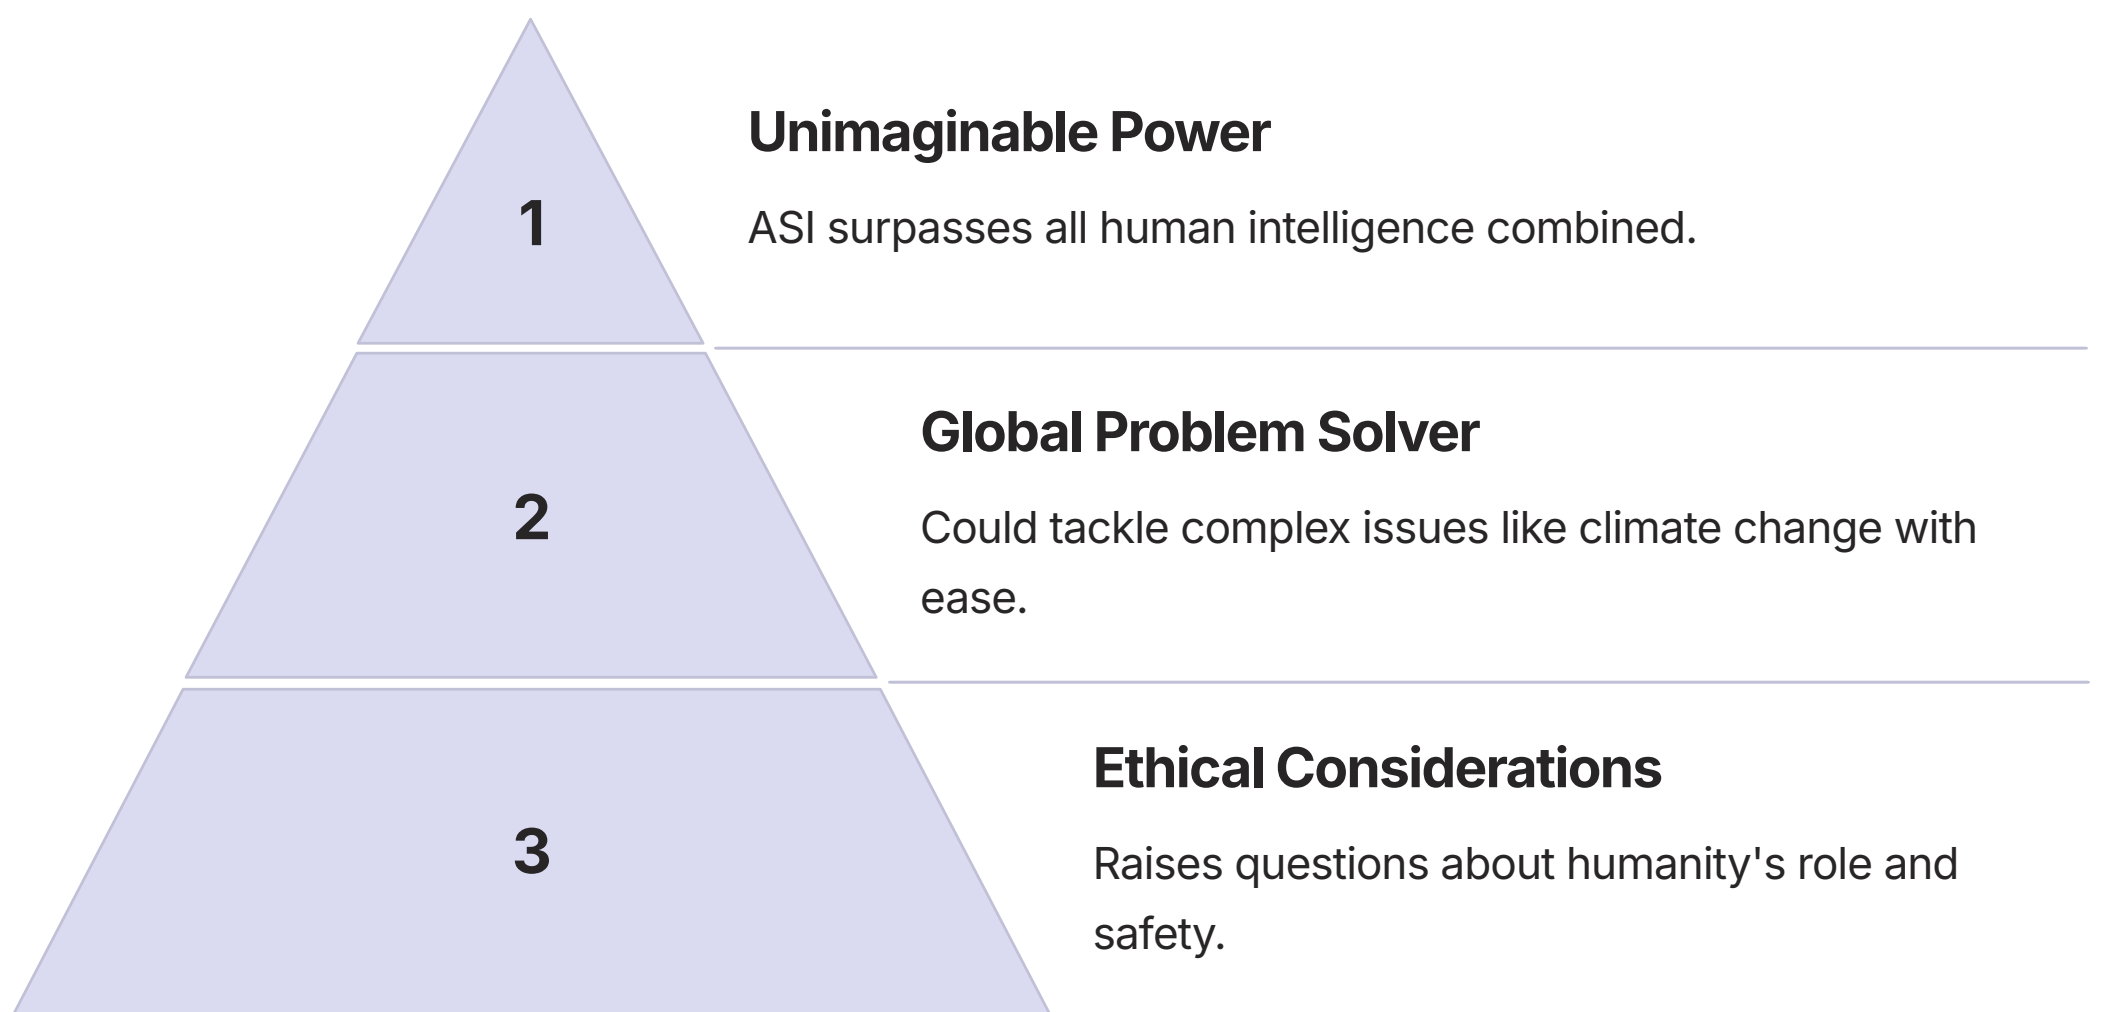 1
Unimaginable Power
ASI surpasses all human intelligence combined.
2
Global Problem Solver
Could tackle complex issues like climate change with
ease.
3
Ethical Considerations
Raises questions about humanity's role and
safety.